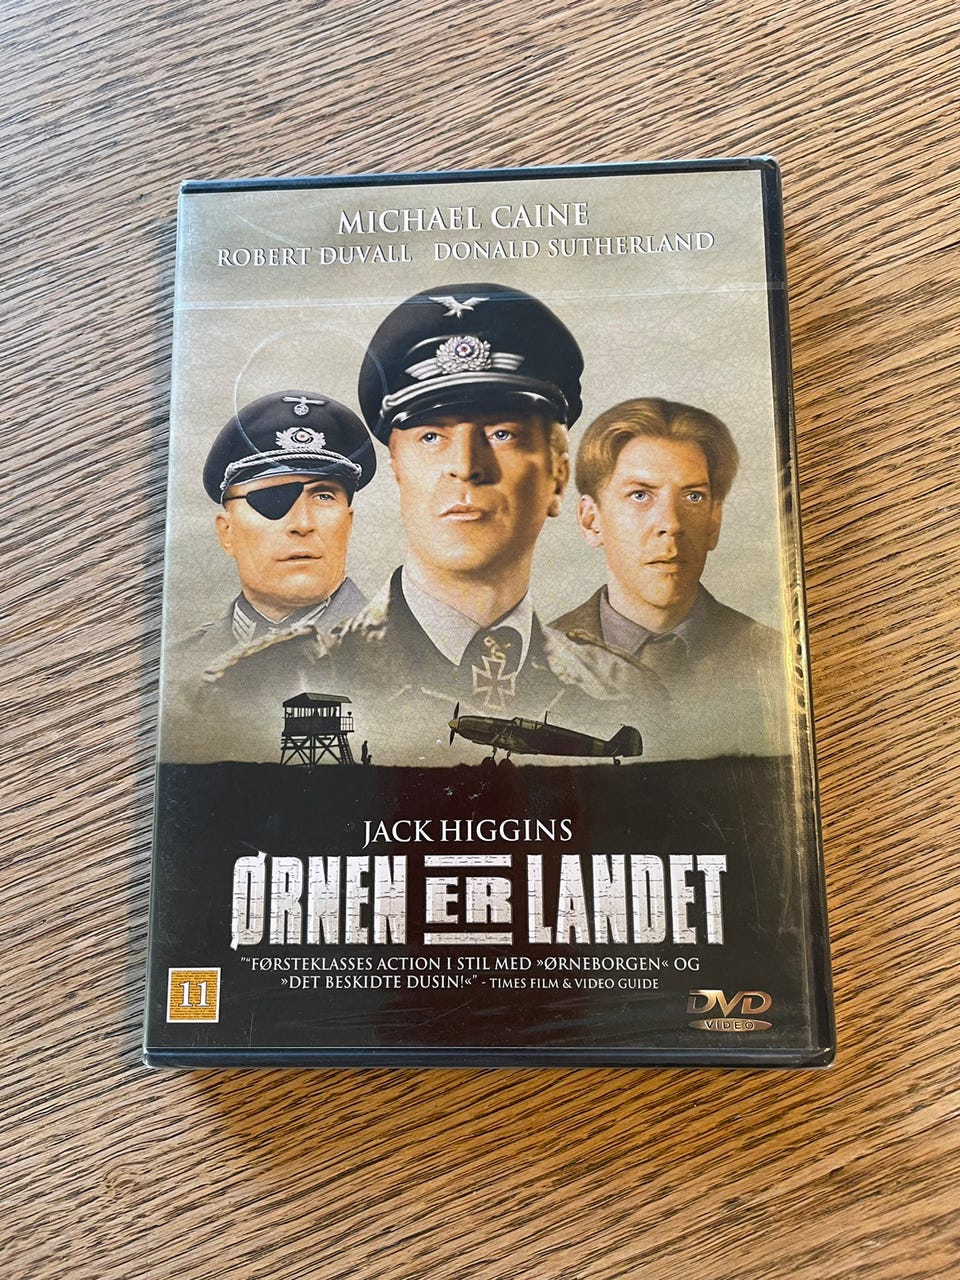 MICHAEL CAINE
ROBERT DUVALL DONALD SUTHERLAND
JACK HIGGINS
ØRNEN ER LANDET
"“FØRSTEKLASSES ACTION I STIL MED »ØRNEBORGEN« OG
»DET BESKIDTE DUSIN!«” - TIMES FILM & VIDEO GUIDE
11
DVD
VIDEO